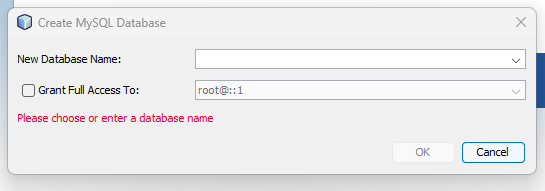 Create MySQL Database
New Database Name:
Grant Full Access To: root@::1
Please choose or enter a database name
OK Cancel